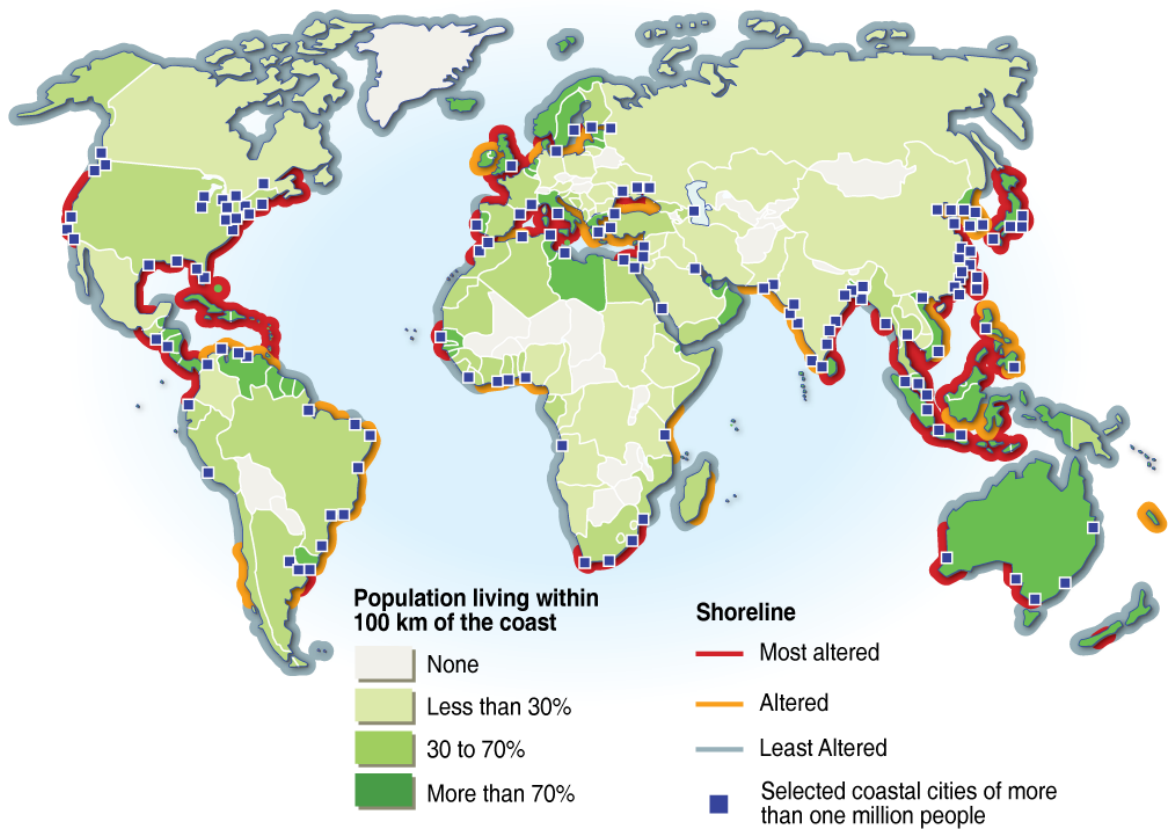 Population living within
100 km of the coast
None
Less than 30%
30 to 70%
More than 70%
Shoreline
Most altered
Altered
Least Altered
Selected coastal cities of more
than one million people